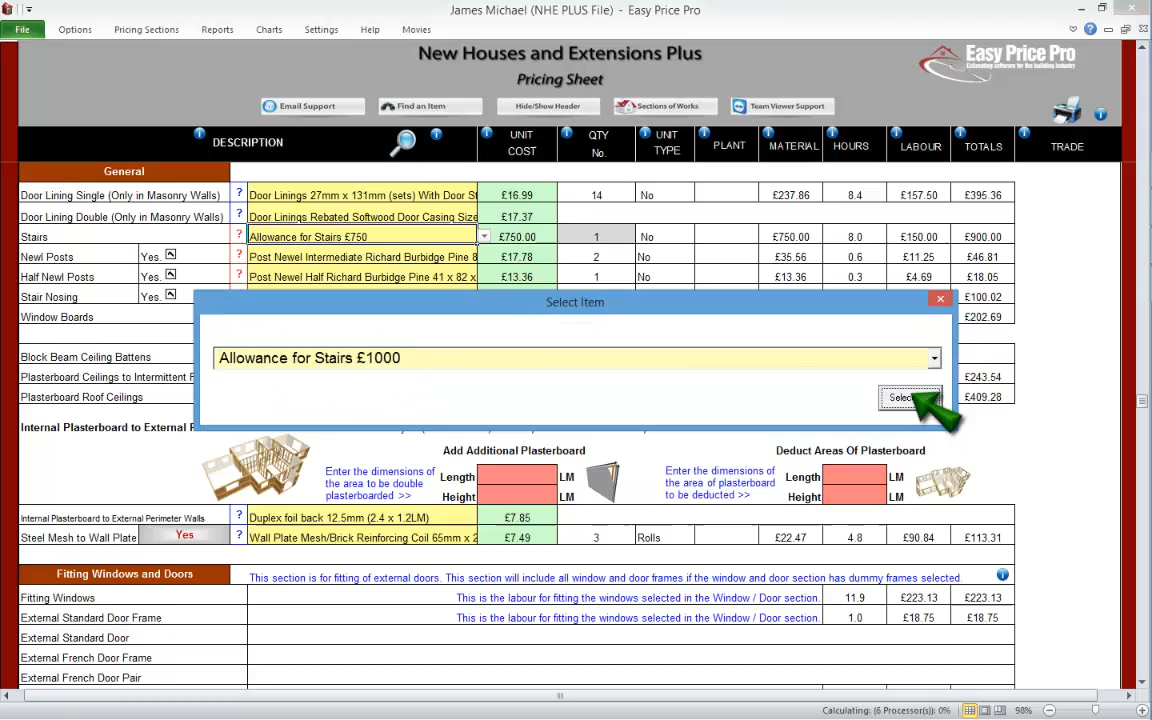 James Michael (NHE PLUS File) - Easy Price Pro
File Options Pricing Sections Reports Charts Settings Help Movies
New Houses and Extensions Plus
Pricing Sheet
Easy Price Pro
Estimating software for the building industry
Email Support Find an Item Hide/Show Header Sections of Works Team Viewer Support
DESCRIPTION UNIT COST QTY No. UNIT TYPE PLANT MATERIAL HOURS LABOUR TOTALS TRADE
General
Door Lining Single (Only in Masonry Walls) ? Door Linings 27mm x 131mm (sets) With Door S £16.99 14 No £237.86 8.4 £157.50 £395.36
Door Lining Double (Only in Masonry Walls) ? Door Linings Rebated Softwood Door Casing Size £17.37
Stairs ? Allowance for Stairs £750 £750.00 1 No £750.00 8.0 £150.00 £900.00
Newl Posts Yes. ? Post Newel Intermediate Richard Burbidge Pine 8 £17.78 2 No £35.56 0.6 £11.25 £46.81
Half Newl Posts Yes. ? Post Newel Half Richard Burbidge Pine 41 x 82 x £13.36 1 No £13.36 0.3 £4.69 £18.05
Stair Nosing Yes. £100.02
Window Boards £202.69
Select Item
Allowance for Stairs £1000
Select
Block Beam Ceiling Battens
Plasterboard Ceilings to Intermittent F £243.54
Plasterboard Roof Ceilings £409.28
Internal Plasterboard to External P
Add Additional Plasterboard Deduct Areas Of Plasterboard
Enter the dimensions of the area to be double plasterboarded >> Length LM Height LM
Enter the dimensions of the area of plasterboard to be deducted >> Length LM Height LM
Internal Plasterboard to External Perimeter Walls ? Duplex foil back 12.5mm (2.4 x 1.2LM) £7.85
Steel Mesh to Wall Plate Yes ? Wall Plate Mesh/Brick Reinforcing Coil 65mm x 2 £7.49 3 Rolls £22.47 4.8 £90.84 £113.31
Fitting Windows and Doors This section is for fitting of external doors. This section will include all window and door frames if the window and door section has dummy frames selected.
Fitting Windows This is the labour for fitting the windows selected in the Window / Door section. 11.9 £223.13 £223.13
External Standard Door Frame This is the labour for fitting the windows selected in the Window / Door section. 1.0 £18.75 £18.75
External Standard Door
External French Door Frame
External French Door Pair
Calculating: (6 Processor(s)): 0% 98%